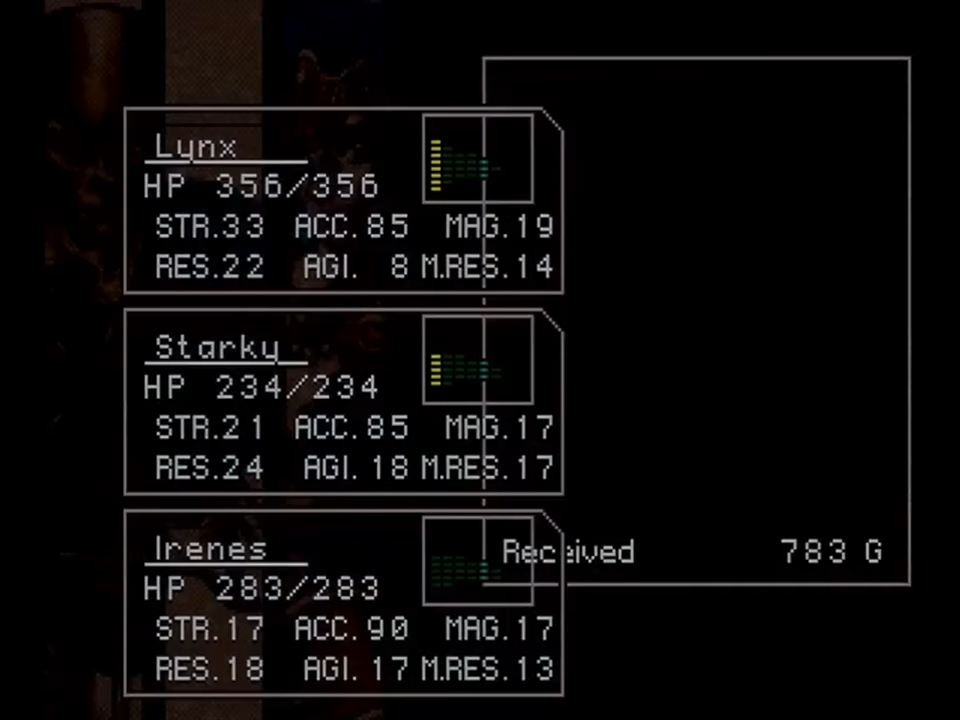 Lynx
HP 356/356
STR.33 ACC.85 MAG.19
RES.22 AGI. 8 M.RES.14
Starky
HP 234/234
STR.21 ACC.85 MAG.17
RES.24 AGI.18 M.RES.17
Irenes
Received 783 G
HP 283/283
STR.17 ACC.90 MAG.17
RES.18 AGI.17 M.RES.13